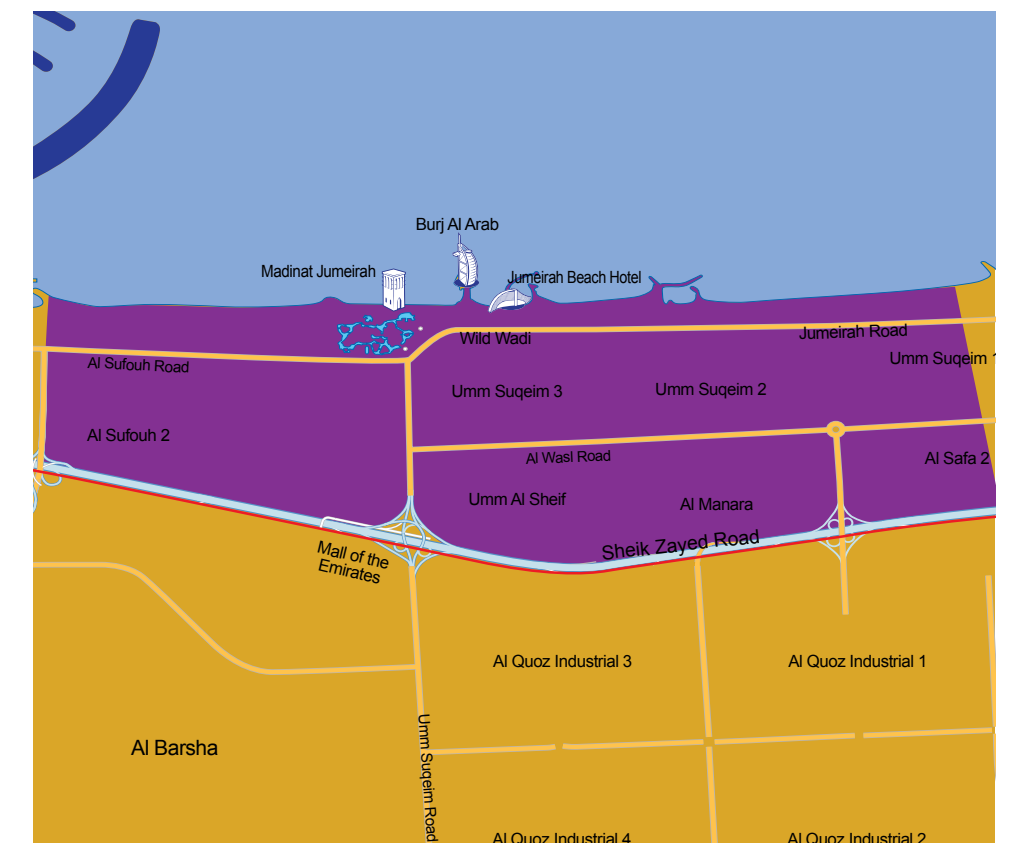 Burj Al Arab
Madinat Jumeirah
Jumeirah Beach Hotel
Wild Wadi
Jumeirah Road
Al Sufouh Road
Umm Suqeim 1
Umm Suqeim 3
Umm Suqeim 2
Al Sufouh 2
Al Wasl Road
Al Safa 2
Umm Al Sheif
Al Manara
Sheik Zayed Road
Mall of the
Emirates
Al Quoz Industrial 3
Al Quoz Industrial 1
Al Barsha
Umm Suqeim Road
Al Quoz Industrial 4
Al Quoz Industrial 2